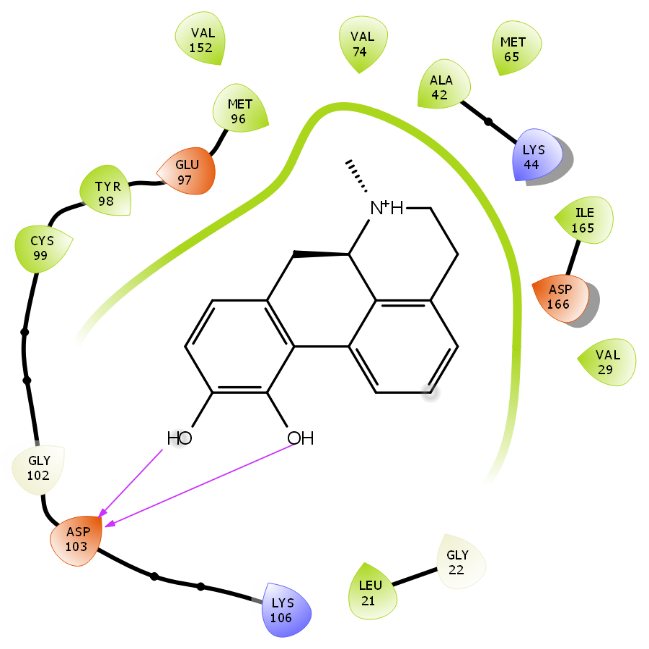 VAL
152
VAL
74
MET
65
ALA
42
MET
96
LYS
44
GLU
97
TYR
98
N+H
ILE
165
CYS
99
ASP
166
VAL
29
HO
OH
GLY
102
ASP
103
GLY
22
LEU
21
LYS
106